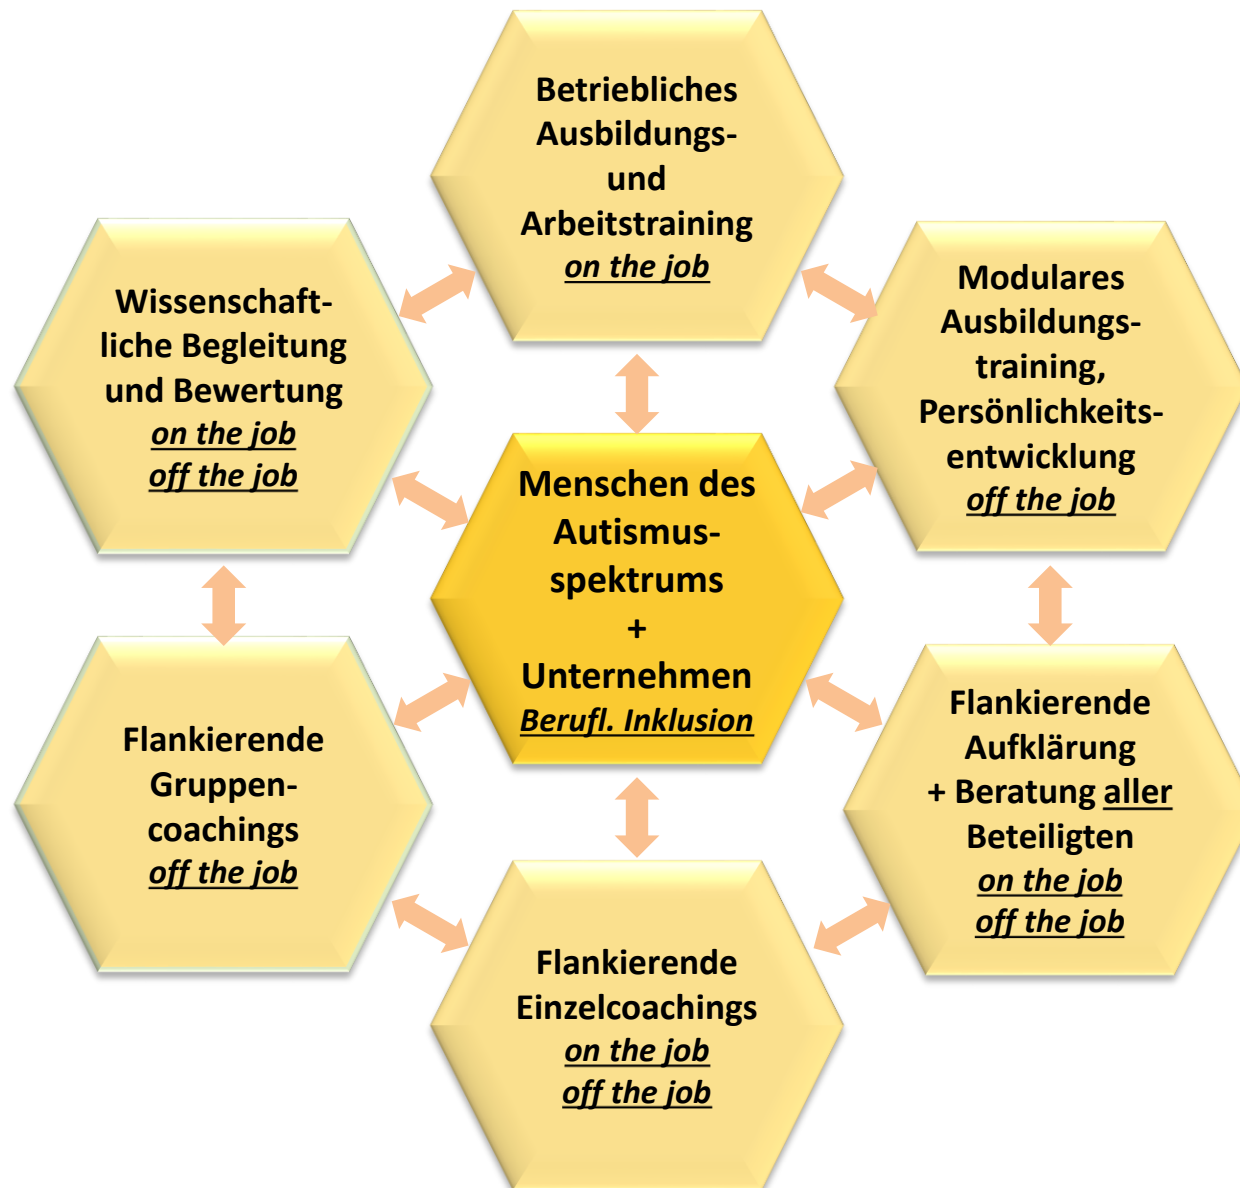 Betriebliches
Ausbildungs-
und
Arbeitstraining
on the job
Wissenschaft-
liche Begleitung
und Bewertung
on the job
off the job
Modulares
Ausbildungs-
training,
Persönlichkeits-
entwicklung
off the job
Menschen des
Autismus-
spektrums
+
Unternehmen
Berufl. Inklusion
Flankierende
Gruppen-
coachings
off the job
Flankierende
Aufklärung
+ Beratung aller
Beteiligten
on the job
off the job
Flankierende
Einzelcoachings
on the job
off the job